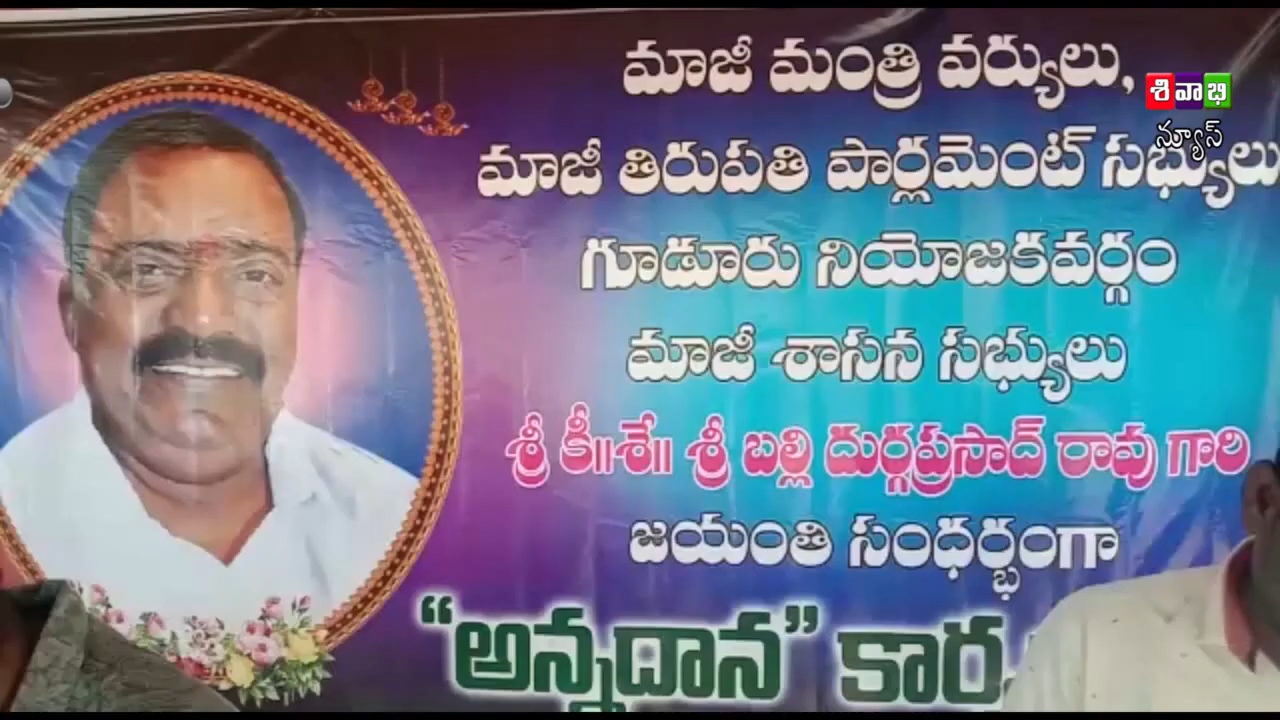 మాజీ మంత్రి వర్యులు,
మాజీ తిరుపతి పార్లమెంట్ సభ్యులు
గూడూరు నియోజకవర్గం
మాజీ శాసన సభ్యులు
శ్రీ కీ॥శే॥ శ్రీ బల్లి దుర్గప్రసాద్ రావు గారి
జయంతి సందర్భంగా
“అన్నదాన”
శివాభి
న్యూస్